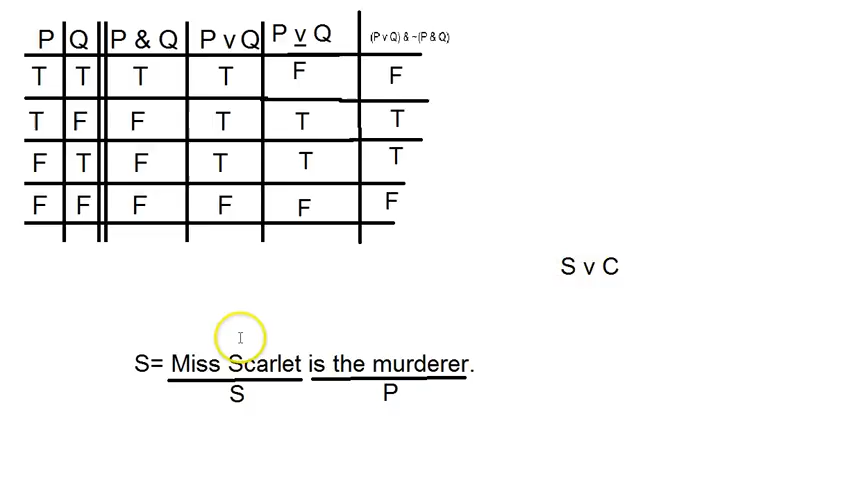 P Q P & Q P v Q P v Q (P v Q) & ~(P & Q)
T T T T F F
T F F T T T
F T F T T T
F F F F F F
S v C
S= Miss Scarlet is the murderer.
S P